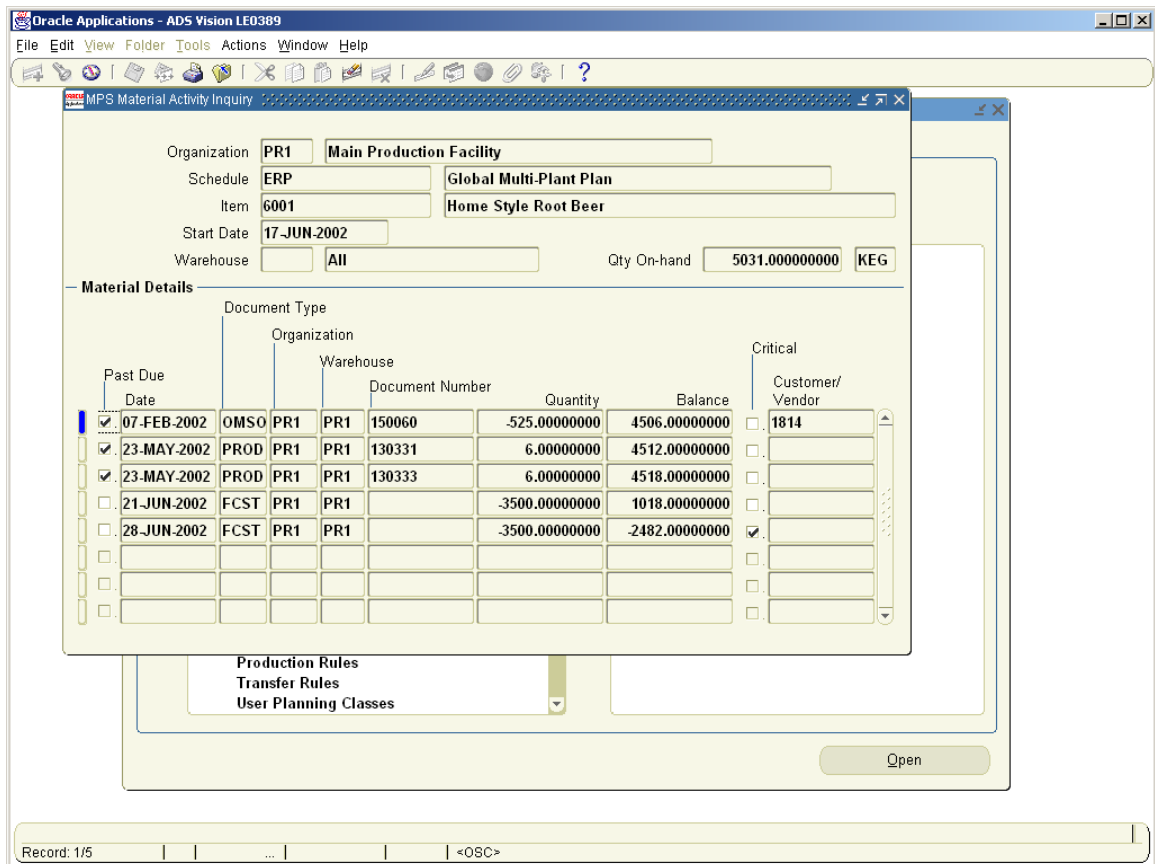 Oracle Applications - ADS Vision LE0389
File Edit View Folder Tools Actions Window Help
MPS Material Activity Inquiry
Organization PR1 Main Production Facility
Schedule ERP Global Multi-Plant Plan
Item 6001 Home Style Root Beer
Start Date 17-JUN-2002
Warehouse All Qty On-hand 5031.000000000 KEG
Material Details
Document Type
Organization
Warehouse Critical
Past Due Document Number Customer/
Date Quantity Balance Vendor
07-FEB-2002 OMSO PR1 PR1 150060 -525.00000000 4506.00000000 1814
23-MAY-2002 PROD PR1 PR1 130331 6.00000000 4512.00000000
23-MAY-2002 PROD PR1 PR1 130333 6.00000000 4518.00000000
21-JUN-2002 FCST PR1 PR1 -3500.00000000 1018.00000000
28-JUN-2002 FCST PR1 PR1 -3500.00000000 -2482.00000000
Production Rules
Transfer Rules
User Planning Classes
Open
Record: 1/5 ... <OSC>